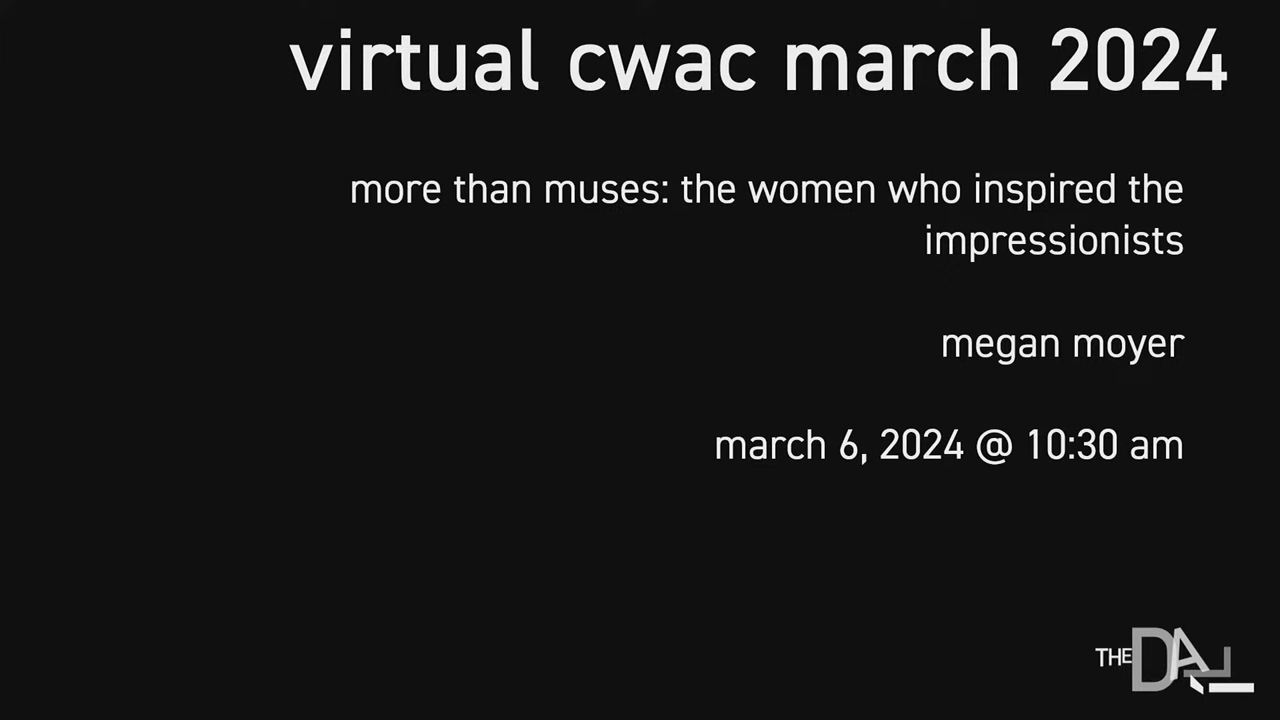 virtual cwac march 2024
more than muses: the women who inspired the
impressionists
megan moyer
march 6, 2024 @ 10:30 am
THE DALÍ